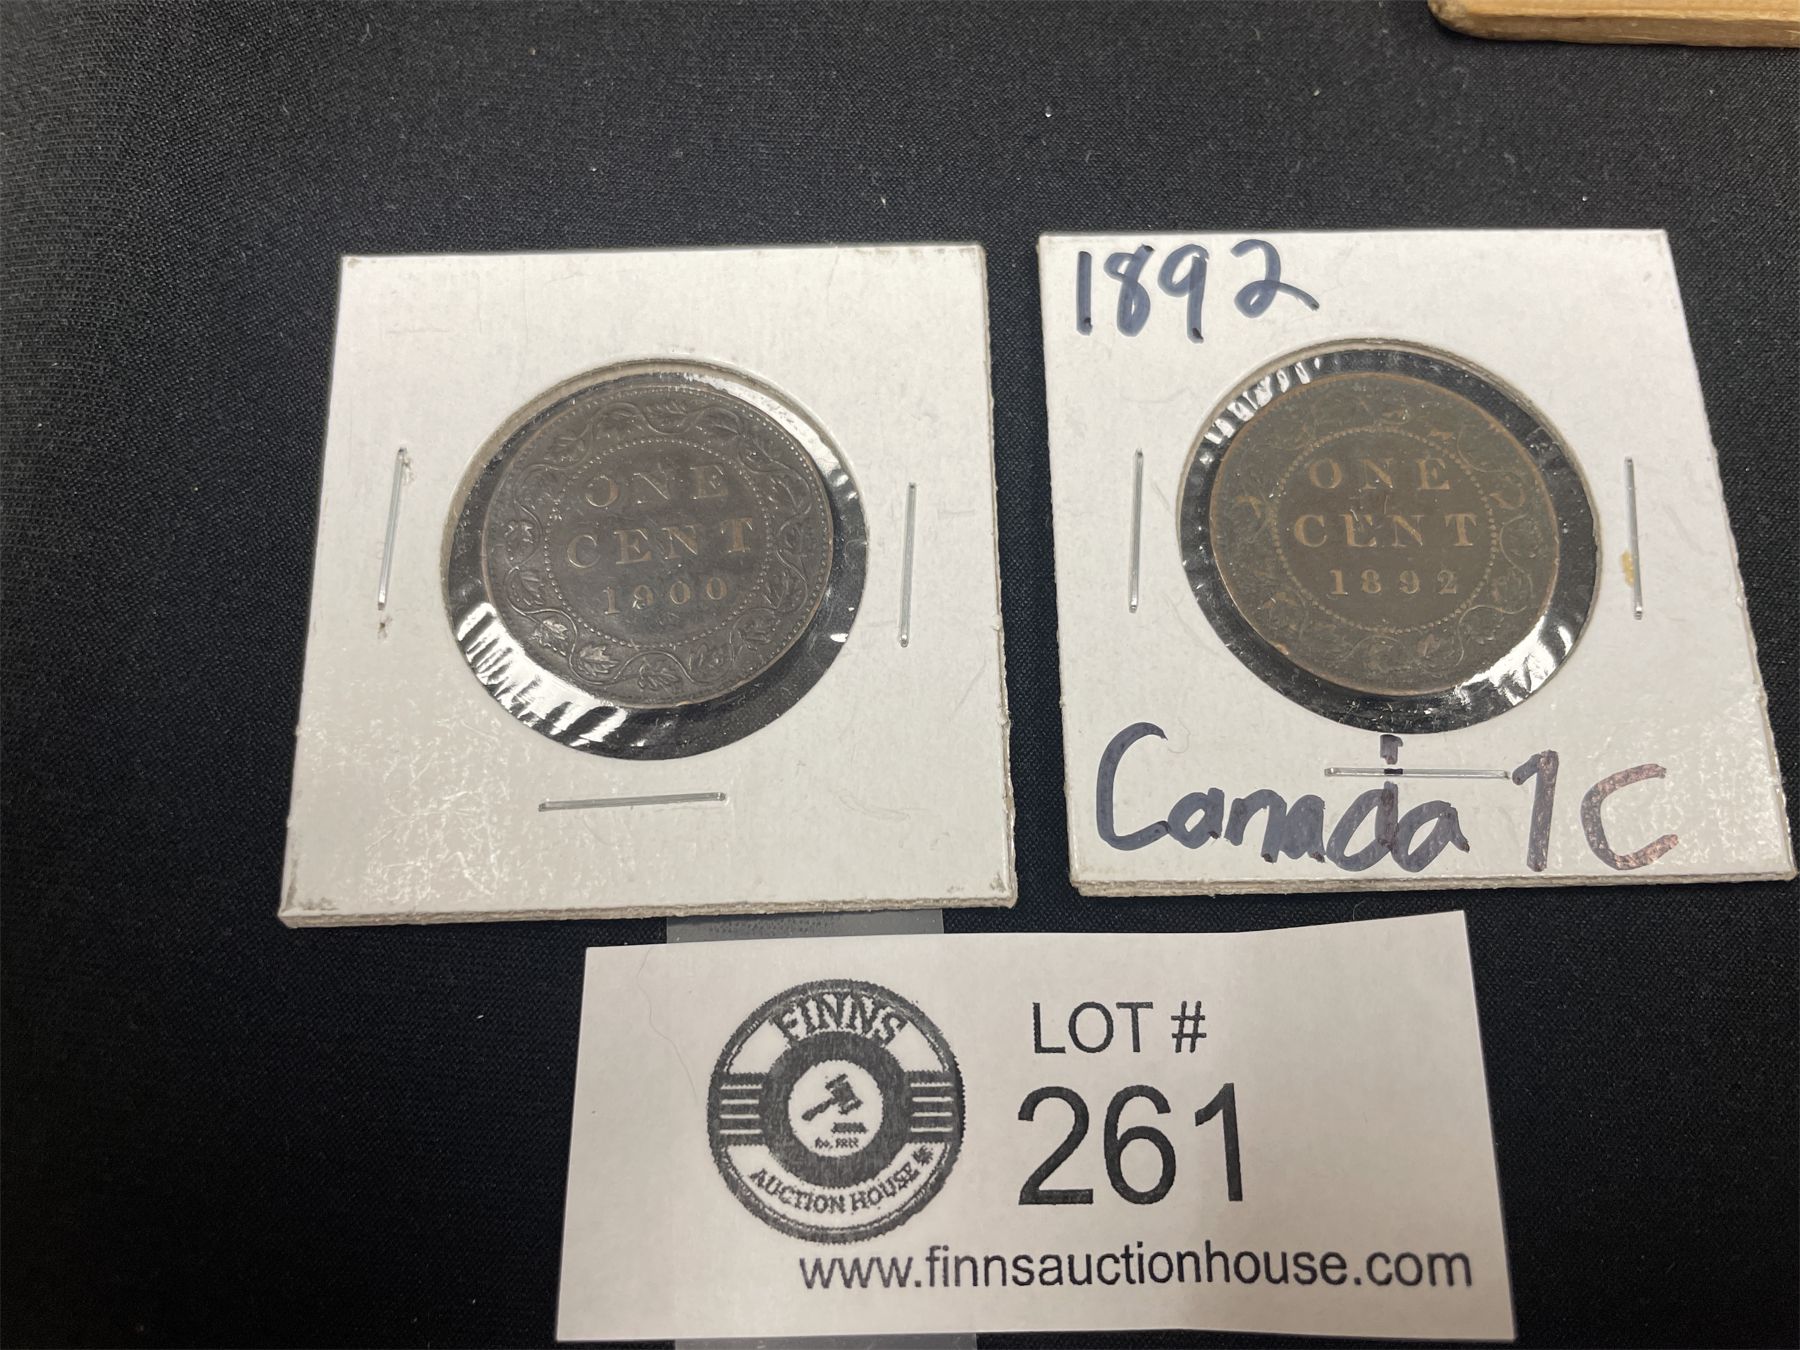 ONE
CENT
1900
1892
ONE
CENT
1892
Canada 1C
FINNS
AUCTION HOUSE
LOT #
261
www.finnsauctionhouse.com